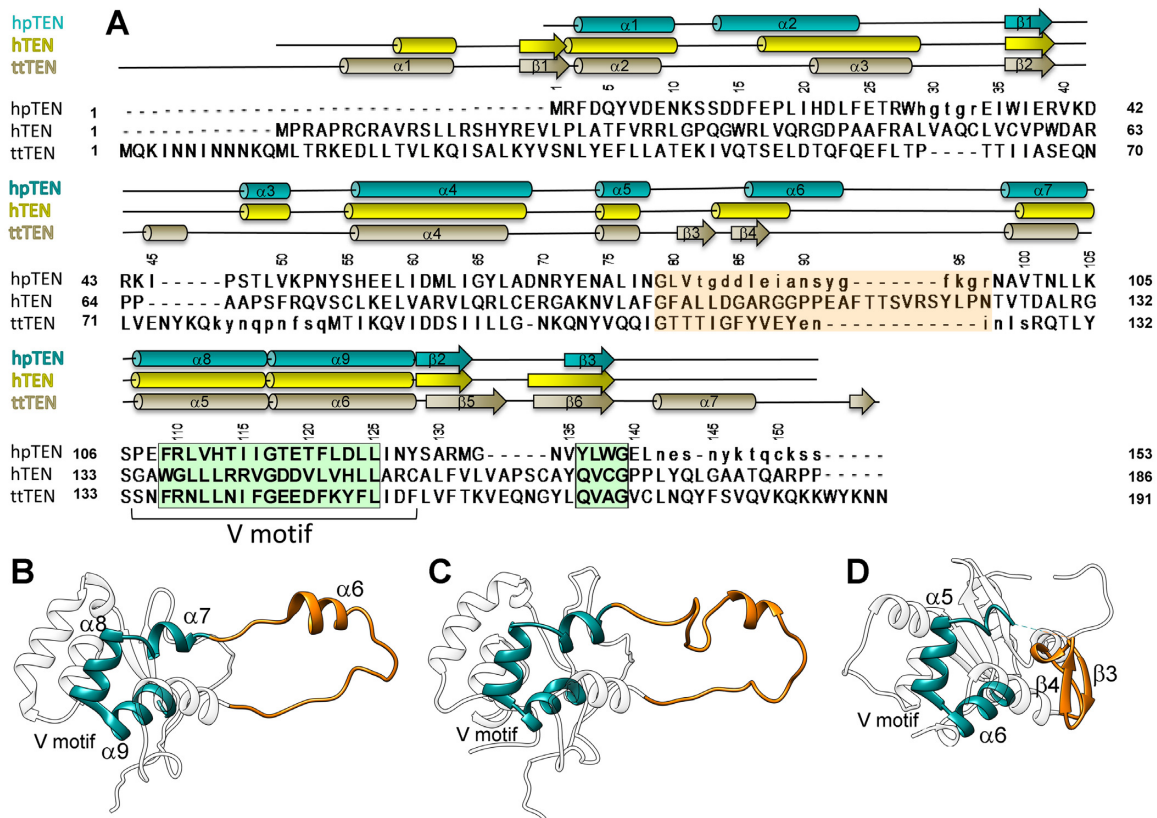 A
hpTEN α1 α2 β1
hTEN
ttTEN α1 β1 α2 α3 β2
1 5 10 15 20 25 30 35 40
hpTEN 1 ---------------------------------MRFDQYVDENKSSDDFEPLIHDLFETRWhgtgrEIWIERVKD 42
hTEN 1 ------------MPRAPRCRAVRSLLRSHYREVLPLATFVRRLGPQGWRLVQRGDPAAFRALVAQCLVCVPWDAR 63
ttTEN 1 MQKINNINNNKQMLTRKEDLLTVLKQISALKYVSNLYEFLLATEKIVQTSELDTQFQEFLTP----TTIIASEQN 70
hpTEN α3 α4 α5 α6 α7
hTEN
ttTEN α4 β3 β4
45 50 55 60 65 70 75 80 85 90 95 100 105
hpTEN 43 RKI-----PSTLVKPNYSHEELIDMLIGYLADNRYENALINGLVtgddleiansyg--------fkgrNAVTNLLK 105
hTEN 64 PP------AAPSFRQVSCLKELVARVLQRLCERGAKNVLAFGFALLDGARGGPPEAFTTSVRSYLPNTVTDALRG 132
ttTEN 71 LVENYKQkynqpnfsqMTIKQVIDDSIILLG-NKQNYVQQIGTTTIGFYVEYen------------inIsRQTLY 132
hpTEN α8 α9 β2 β3
hTEN
ttTEN α5 α6 β5 β6 α7
110 115 120 125 130 135 140 145 150
hpTEN 106 SPEFRLVHTIIGTETFLDLLINYSARMG-----NVYLWGELnes-nyktqckss----- 153
hTEN 133 SGAWGLLLRRVGDDVLVHLLARCALFVLVAPSCAYQVCGPPLYQLGAATQARPP---- 186
ttTEN 133 SSNFRNLLNIFGEEDFKYFLIDFLVFTKVEQNGYLQVAGVCLNQYFSVQVKQKKWYKNN 191
V motif
B
α8
α7
α6
V motif
α9
C
V motif
D
α5
β4
β3
V motif
α6